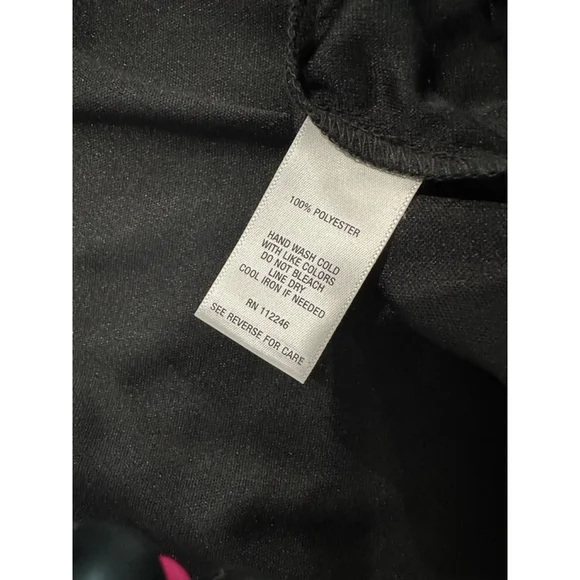 100% POLYESTER
HAND WASH COLD
WITH LIKE COLORS
DO NOT BLEACH
LINE DRY
COOL IRON IF NEEDED
RN 112246
SEE REVERSE FOR CARE